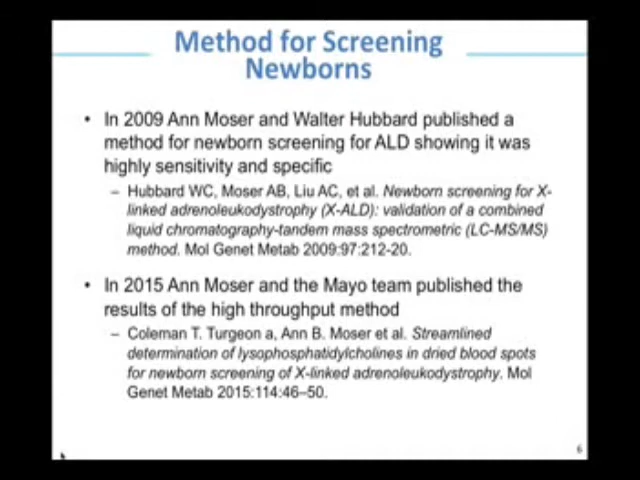 Method for Screening
Newborns
• In 2009 Ann Moser and Walter Hubbard published a
method for newborn screening for ALD showing it was
highly sensitivity and specific
– Hubbard WC, Moser AB, Liu AC, et al. Newborn screening for X-
linked adrenoleukodystrophy (X-ALD): validation of a combined
liquid chromatography-tandem mass spectrometric (LC-MS/MS)
method. Mol Genet Metab 2009:97:212-20.
• In 2015 Ann Moser and the Mayo team published the
results of the high throughput method
– Coleman T. Turgeon a, Ann B. Moser et al. Streamlined
determination of lysophosphatidylcholines in dried blood spots
for newborn screening of X-linked adrenoleukodystrophy. Mol
Genet Metab 2015:114:46–50.
6